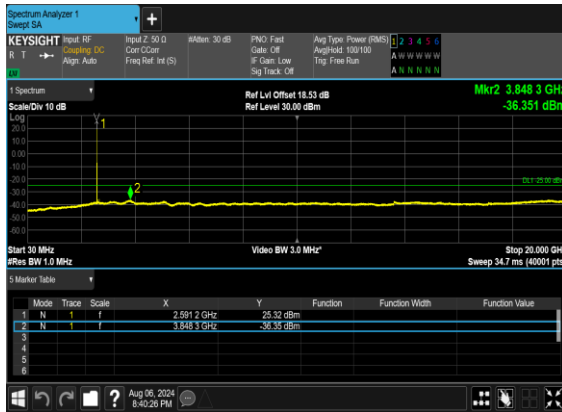 Spectrum Analyzer 1
Swept SA
KEYSIGHT
R T
Input: RF
Coupling: DC
Align: Auto
Input Z: 50 Ω
Corr CCorr
Freq Ref: Int (S)
#Atten: 30 dB
PNO: Fast
Gate: Off
IF Gain: Low
Sig Track: Off
Avg Type: Power (RMS)
Avg|Hold: 100/100
Trig: Free Run
1 2 3 4 5 6
A W W W W W
A N N N N N
1 Spectrum
Scale/Div 10 dB
Ref Lvl Offset 18.53 dB
Ref Level 30.00 dBm
Mkr2 3.848 3 GHz
-36.351 dBm
Log
20.0
10.0
0.00
-10.0
-20.0
-30.0
-40.0
-50.0
-60.0
1
2
DL1 -25.00 dBm
Start 30 MHz
#Res BW 1.0 MHz
Video BW 3.0 MHz*
Stop 20.000 GHz
Sweep 34.7 ms (40001 pts)
5 Marker Table
Mode Trace Scale X Y Function Function Width Function Value
1 N 1 f 2.591 2 GHz 25.32 dBm
2 N 1 f 3.848 3 GHz -36.35 dBm
3
4
5
6
Aug 06, 2024
8:40:26 PM